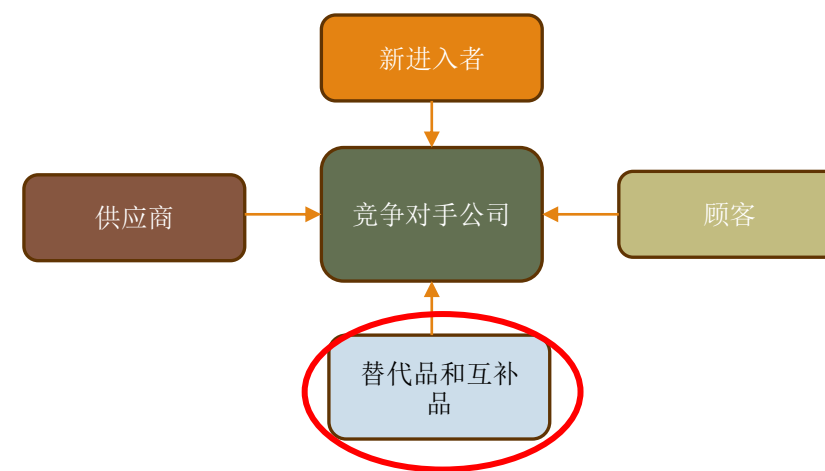 新进入者
供应商
竞争对手公司
顾客
替代品和互补
品